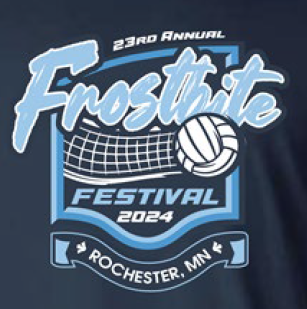 23RD ANNUAL
Frostbite
FESTIVAL
2024
ROCHESTER, MN